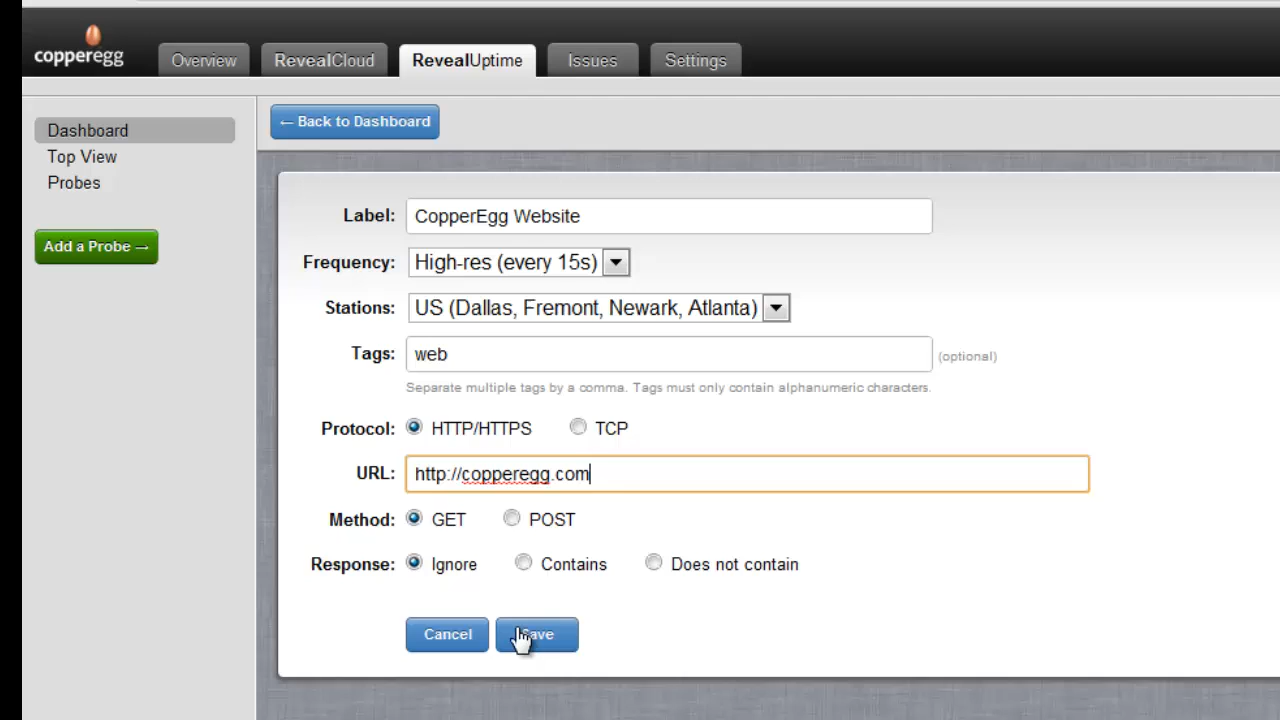 copperegg
Overview
RevealCloud
RevealUptime
Issues
Settings
Dashboard
Top View
Probes
Add a Probe →
← Back to Dashboard
Label: CopperEgg Website
Frequency: High-res (every 15s)
Stations: US (Dallas, Fremont, Newark, Atlanta)
Tags: web (optional)
Separate multiple tags by a comma. Tags must only contain alphanumeric characters.
Protocol: HTTP/HTTPS TCP
URL: http://copperegg.com
Method: GET POST
Response: Ignore Contains Does not contain
Cancel Save